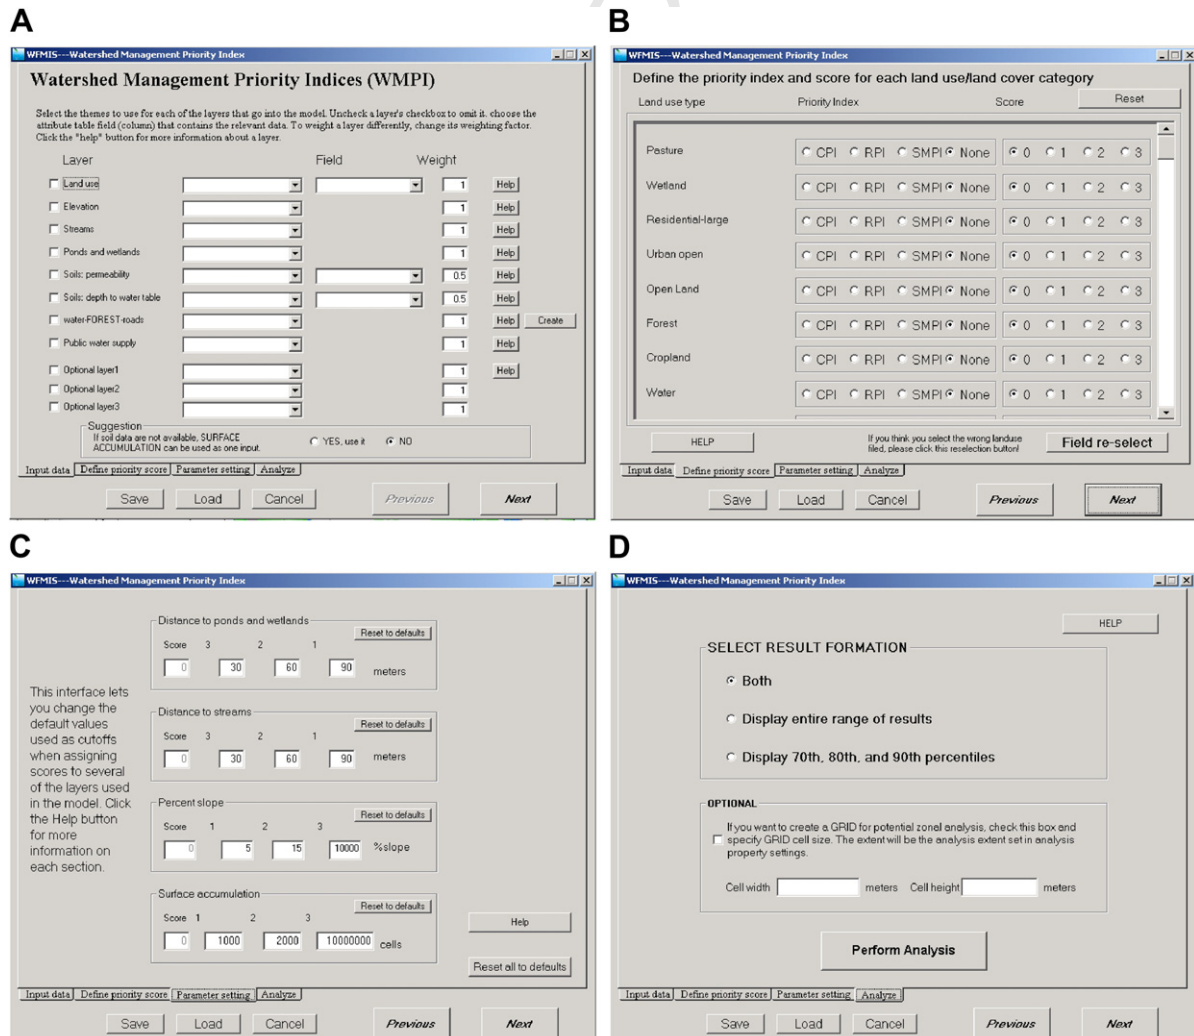 A
WFMIS---Watershed Management Priority Index
Watershed Management Priority Indices (WMPI)
Select the themes to use for each of the layers that go into the model. Uncheck a layer's checkbox to omit it. choose the
attribute table field (column) that contains the relevant data. To weight a layer differently, change its weighting factor.
Click the "help" button for more information about a layer.
Layer Field Weight
Land use 1 Help
Elevation 1 Help
Streams 1 Help
Ponds and wetlands 1 Help
Soils: permeability 0.5 Help
Soils: depth to water table 0.5 Help
water-FOREST-roads 1 Help Create
Public water supply 1 Help
Optional layer1 1 Help
Optional layer2 1
Optional layer3 1
Suggestion
If soil data are not available, SURFACE
ACCUMULATION can be used as one input.
YES, use it NO
Input data Define priority score Parameter setting Analyze
Save Load Cancel Previous Next
B
WFMIS---Watershed Management Priority Index
Define the priority index and score for each land use/land cover category
Land use type Priority Index Score Reset
Pasture CPI RPI SMPI None 0 1 2 3
Wetland CPI RPI SMPI None 0 1 2 3
Residential-large CPI RPI SMPI None 0 1 2 3
Urban open CPI RPI SMPI None 0 1 2 3
Open Land CPI RPI SMPI None 0 1 2 3
Forest CPI RPI SMPI None 0 1 2 3
Cropland CPI RPI SMPI None 0 1 2 3
Water CPI RPI SMPI None 0 1 2 3
HELP
If you think you select the wrong landuse
filed, please click this reselection button!
Field re-select
Input data Define priority score Parameter setting Analyze
Save Load Cancel Previous Next
C
WFMIS---Watershed Management Priority Index
This interface lets
you change the
default values
used as cutoffs
when assigning
scores to several
of the layers used
in the model. Click
the Help button
for more
information on
each section.
Distance to ponds and wetlands
Reset to defaults
Score 3 2 1
0 30 60 90 meters
Distance to streams
Reset to defaults
Score 3 2 1
0 30 60 90 meters
Percent slope
Reset to defaults
Score 1 2 3
0 5 15 10000 %slope
Surface accumulation
Reset to defaults
Score 1 2 3
0 1000 2000 10000000 cells
Help
Reset all to defaults
Input data Define priority score Parameter setting Analyze
Save Load Cancel Previous Next
D
WFMIS---Watershed Management Priority Index
HELP
SELECT RESULT FORMATION
Both
Display entire range of results
Display 70th, 80th, and 90th percentiles
OPTIONAL
If you want to create a GRID for potential zonal analysis, check this box and
specify GRID cell size. The extent will be the analysis extent set in analysis
property settings.
Cell width meters Cell height meters
Perform Analysis
Input data Define priority score Parameter setting Analyze
Save Load Cancel Previous Next